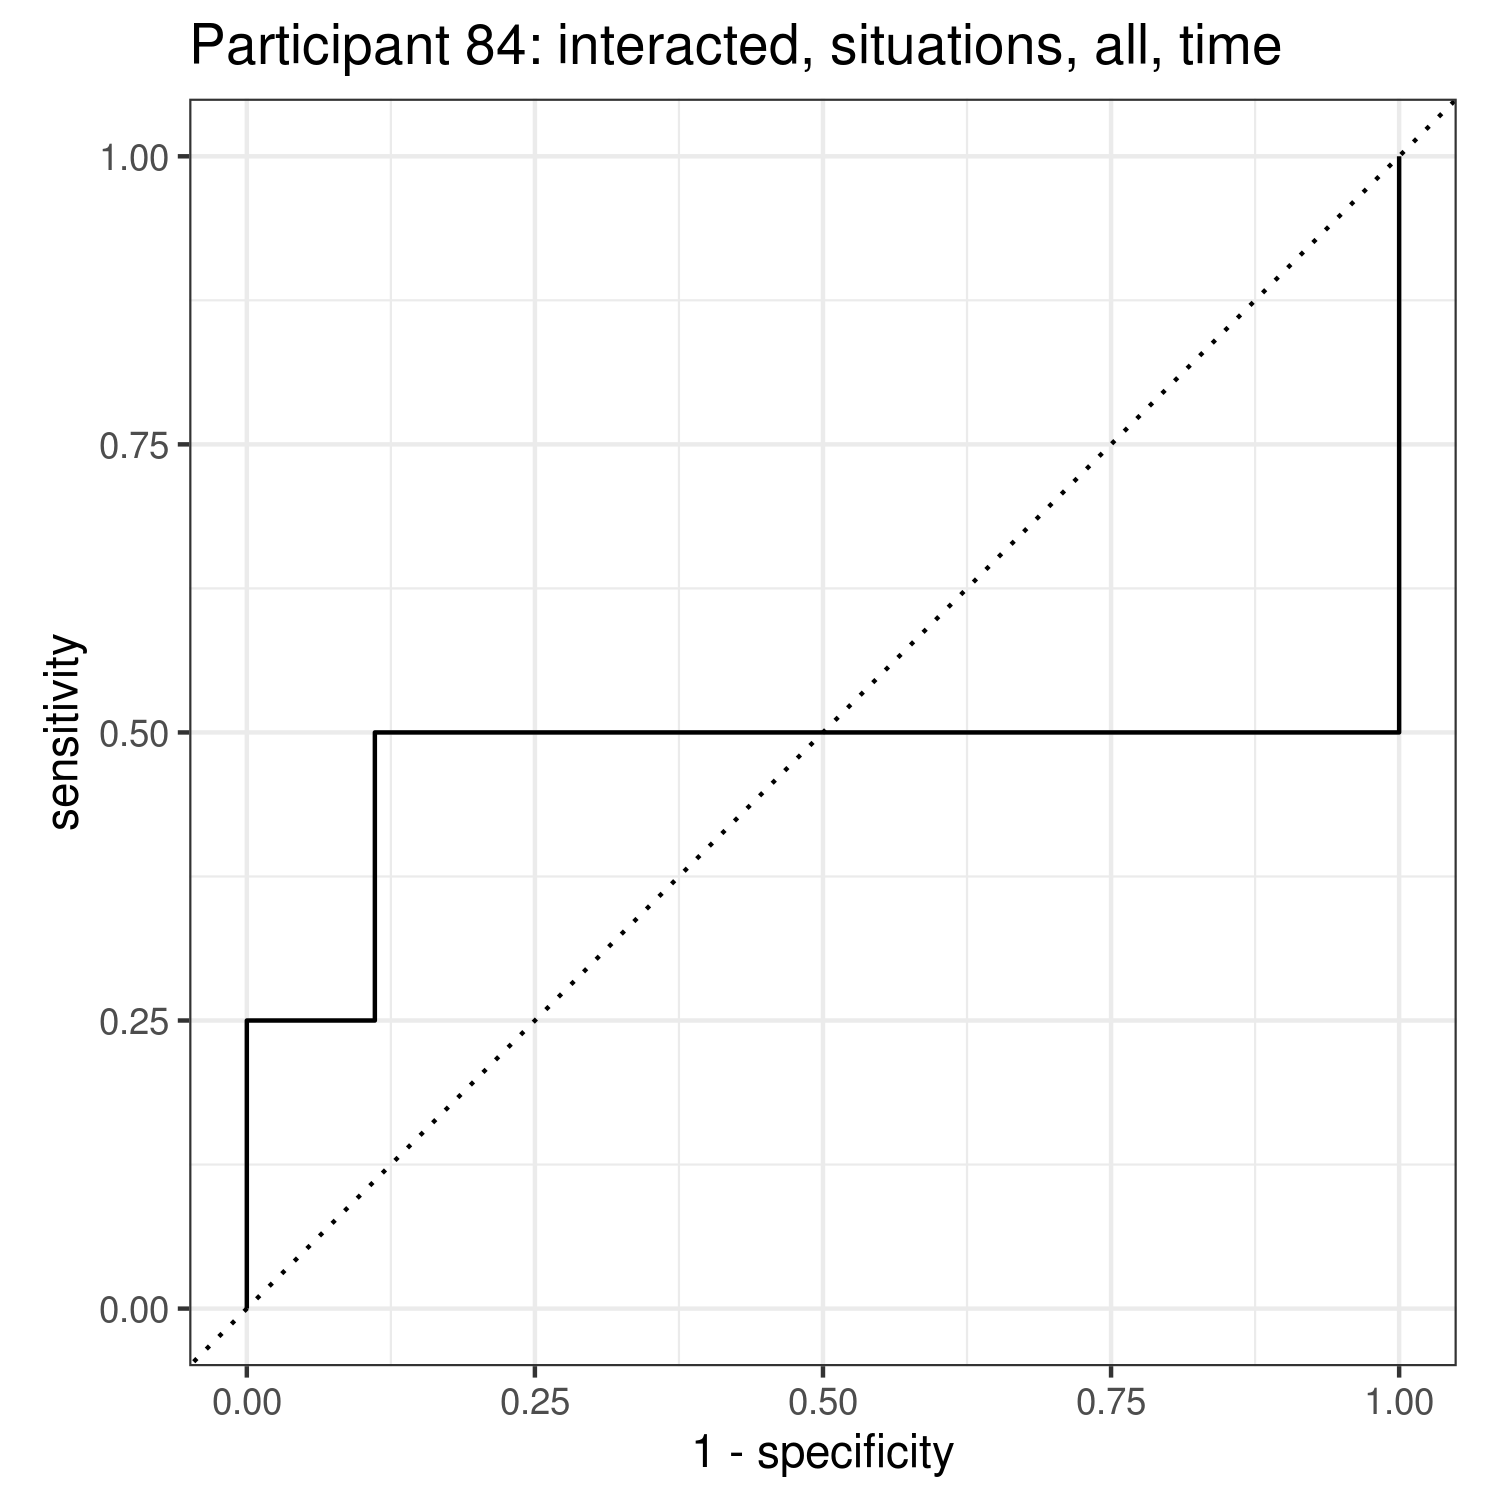 Participant 84: interacted, situations, all, time
1.00
0.75
0.50
0.25
0.00
sensitivity
0.00 0.25 0.50 0.75 1.00
1 - specificity